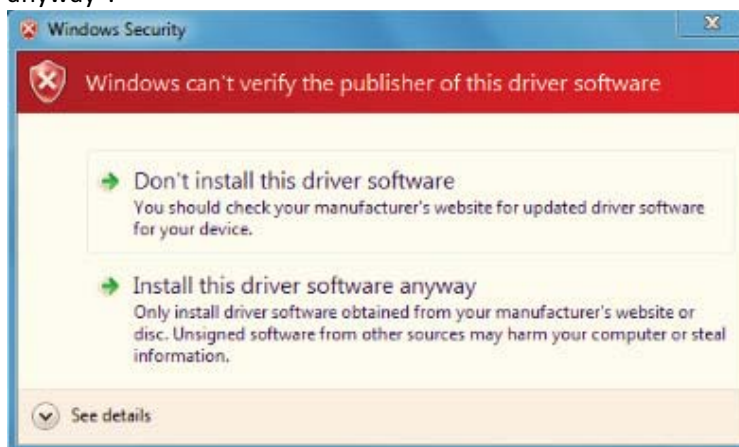 Windows Security
Windows can't verify the publisher of this driver software
Don't install this driver software
You should check your manufacturer's website for updated driver software
for your device.
Install this driver software anyway
Only install driver software obtained from your manufacturer's website or
disc. Unsigned software from other sources may harm your computer or steal
information.
See details